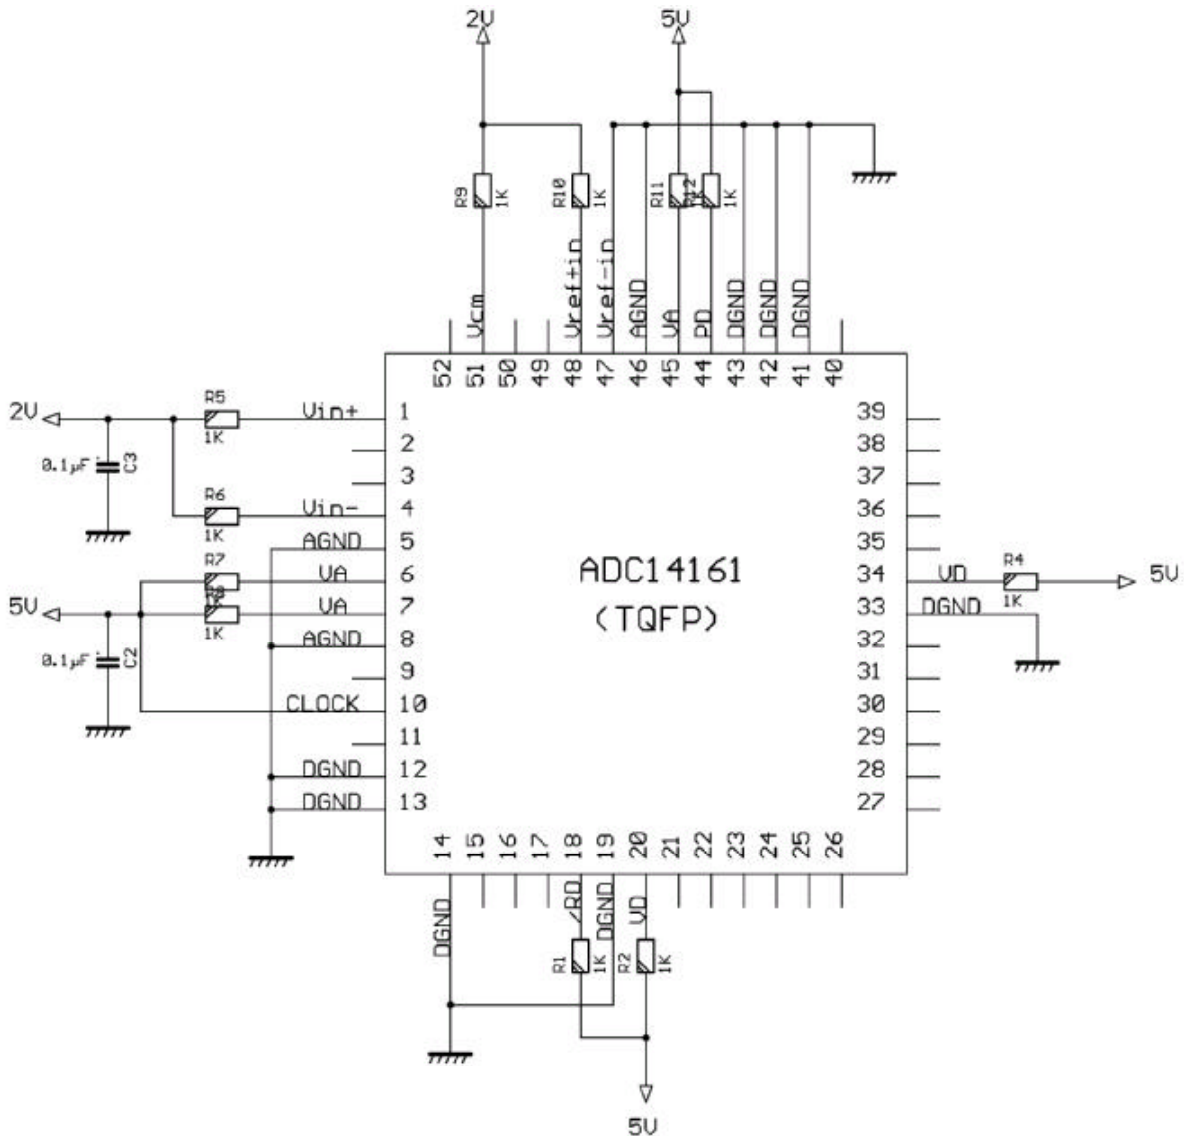 2V 5V
R9 1K R10 1K R11 1K R12 1K
Vcm Vref+in Vref-in AGND VA PD DGND DGND DGND
52 51 50 49 48 47 46 45 44 43 42 41 40
2V R5 1K Vin+ 1 39
2 38
0.1µF C3 3 37
R6 1K Vin- 4 36
AGND 5 35
R7 1K VA 6 34 VD R4 1K 5V
5V R8 1K VA 7 33 DGND
AGND 8 32
0.1µF C2 9 31
CLOCK 10 30
11 29
DGND 12 28
DGND 13 27
ADC14161
(TQFP)
14 15 16 17 18 19 20 21 22 23 24 25 26
DGND /RD DGND VD
R1 1K R2 1K
5V